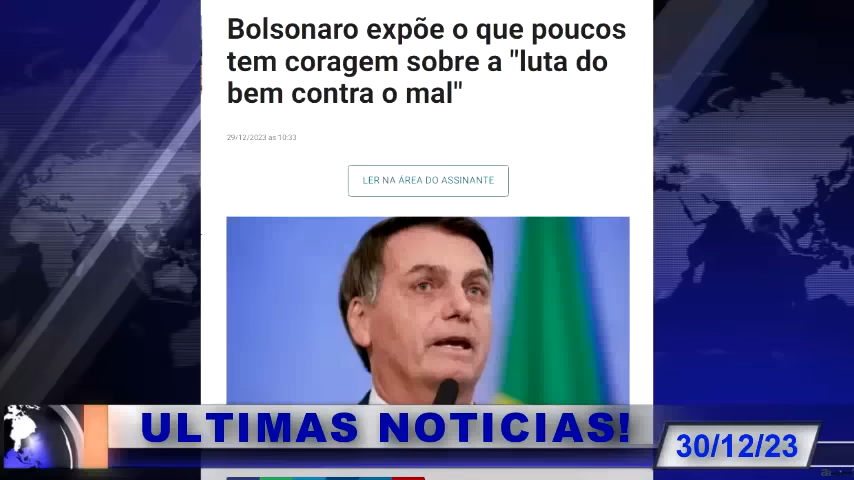 Bolsonaro expõe o que poucos
tem coragem sobre a "luta do
bem contra o mal"
29/12/2023 às 10:33
LER NA ÁREA DO ASSINANTE
ULTIMAS NOTICIAS!
30/12/23